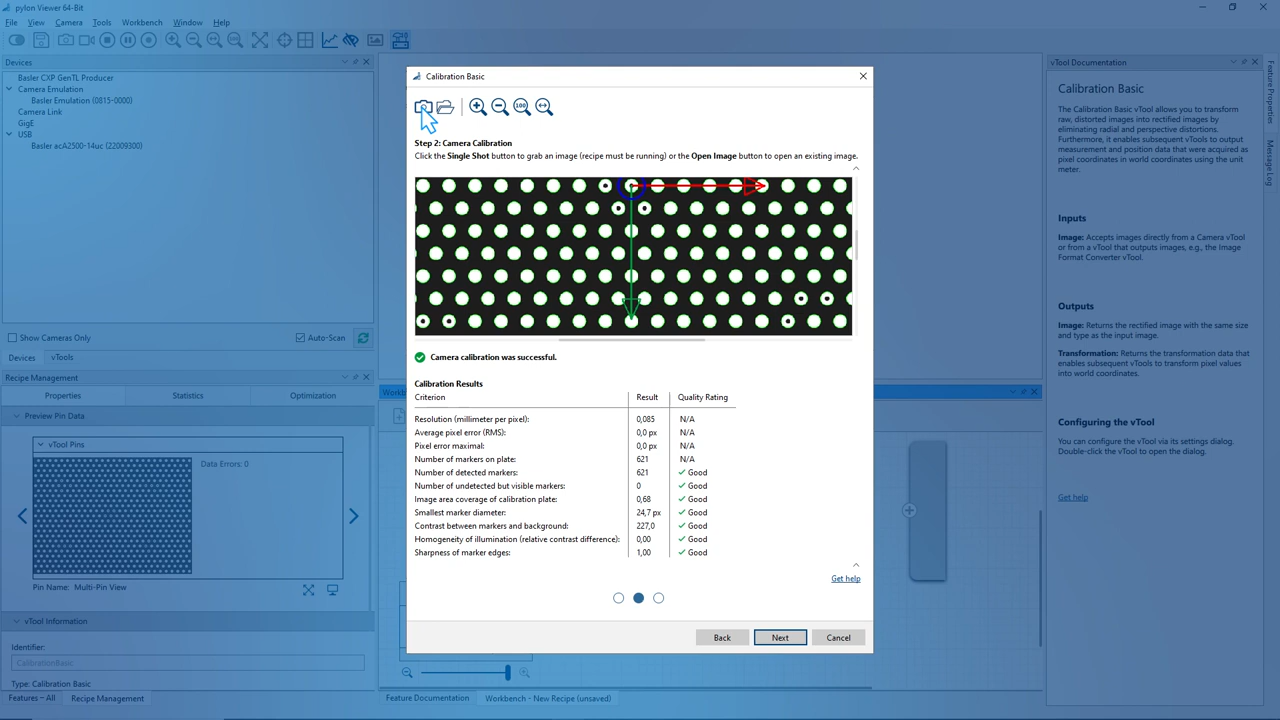 pylon Viewer 64-Bit
File View Camera Tools Workbench Window Help
Devices
Basler CXP GenTL Producer
Camera Emulation
Basler Emulation (0815-0000)
Camera Link
GigE
USB
Basler acA2500-14uc (22009300)
Show Cameras Only
Auto-Scan
Devices vTools
Recipe Management
Properties Statistics Optimization
Preview Pin Data
vTool Pins
Data Errors: 0
Pin Name: Multi-Pin View
vTool Information
Identifier:
CalibrationBasic
Type: Calibration Basic
Features – All Recipe Management
Calibration Basic
100
Step 2: Camera Calibration
Click the Single Shot button to grab an image (recipe must be running) or the Open Image button to open an existing image.
Camera calibration was successful.
Calibration Results
Criterion Result Quality Rating
Resolution (millimeter per pixel): 0,085 N/A
Average pixel error (RMS): 0,0 px N/A
Pixel error maximal: 0,0 px N/A
Number of markers on plate: 621 N/A
Number of detected markers: 621 Good
Number of undetected but visible markers: 0 Good
Image area coverage of calibration plate: 0,68 Good
Smallest marker diameter: 24,7 px Good
Contrast between markers and background: 227,0 Good
Homogeneity of illumination (relative contrast difference): 0,00 Good
Sharpness of marker edges: 1,00 Good
Get help
Back Next Cancel
Feature Documentation Workbench - New Recipe (unsaved)
vTool Documentation
Calibration Basic
The Calibration Basic vTool allows you to transform
raw, distorted images into rectified images by
eliminating radial and perspective distortions.
Furthermore, it enables subsequent vTools to output
measurement and position data that were acquired as
pixel coordinates in world coordinates using the unit
meter.
Inputs
Image: Accepts images directly from a Camera vTool
or from a vTool that outputs images, e.g., the Image
Format Converter vTool.
Outputs
Image: Returns the rectified image with the same size
and type as the input image.
Transformation: Returns the transformation data that
enables subsequent vTools to transform pixel values
into world coordinates.
Configuring the vTool
You can configure the vTool via its settings dialog.
Double-click the vTool to open the dialog.
Get help
Feature Properties
Message Log